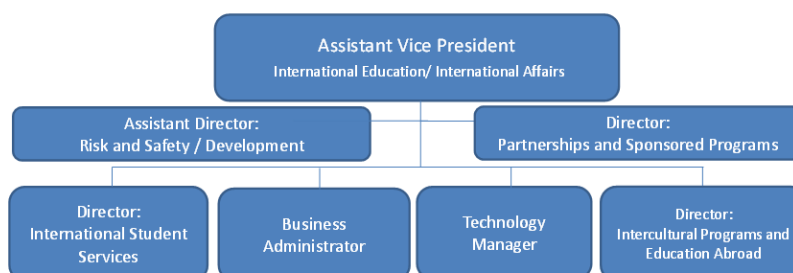 Assistant Vice President
International Education/ International Affairs
Assistant Director:
Risk and Safety / Development
Director:
Partnerships and Sponsored Programs
Director:
International Student
Services
Business
Administrator
Technology
Manager
Director:
Intercultural Programs and
Education Abroad